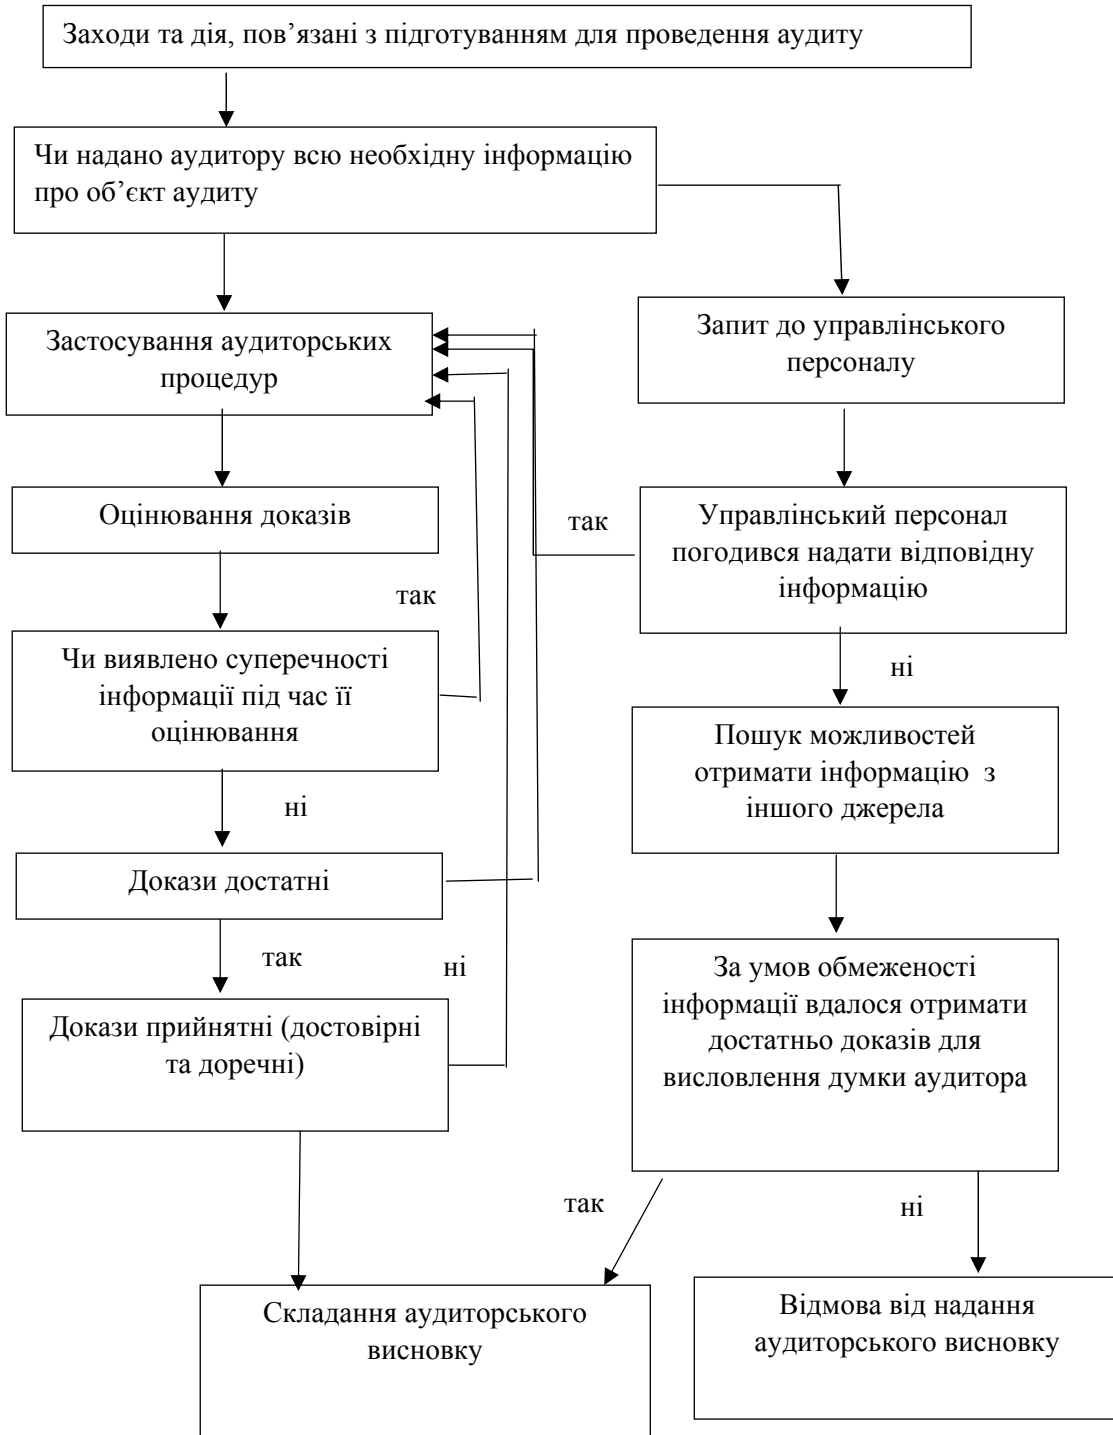 Заходи та дія, пов’язані з підготуванням для проведення аудиту
Чи надано аудитору всю необхідну інформацію
про об’єкт аудиту
Застосування аудиторських
процедур
Запит до управлінського
персоналу
Оцінювання доказів
так
Управлінський персонал
погодився надати відповідну
інформацію
так
Чи виявлено суперечності
інформації під час її
оцінювання
ні
Пошук можливостей
отримати інформацію з
іншого джерела
ні
Докази достатні
так
ні
За умов обмеженості
інформації вдалося отримати
достатньо доказів для
висловлення думки аудитора
Докази прийнятні (достовірні
та доречні)
так
ні
Складання аудиторського
висновку
Відмова від надання
аудиторського висновку